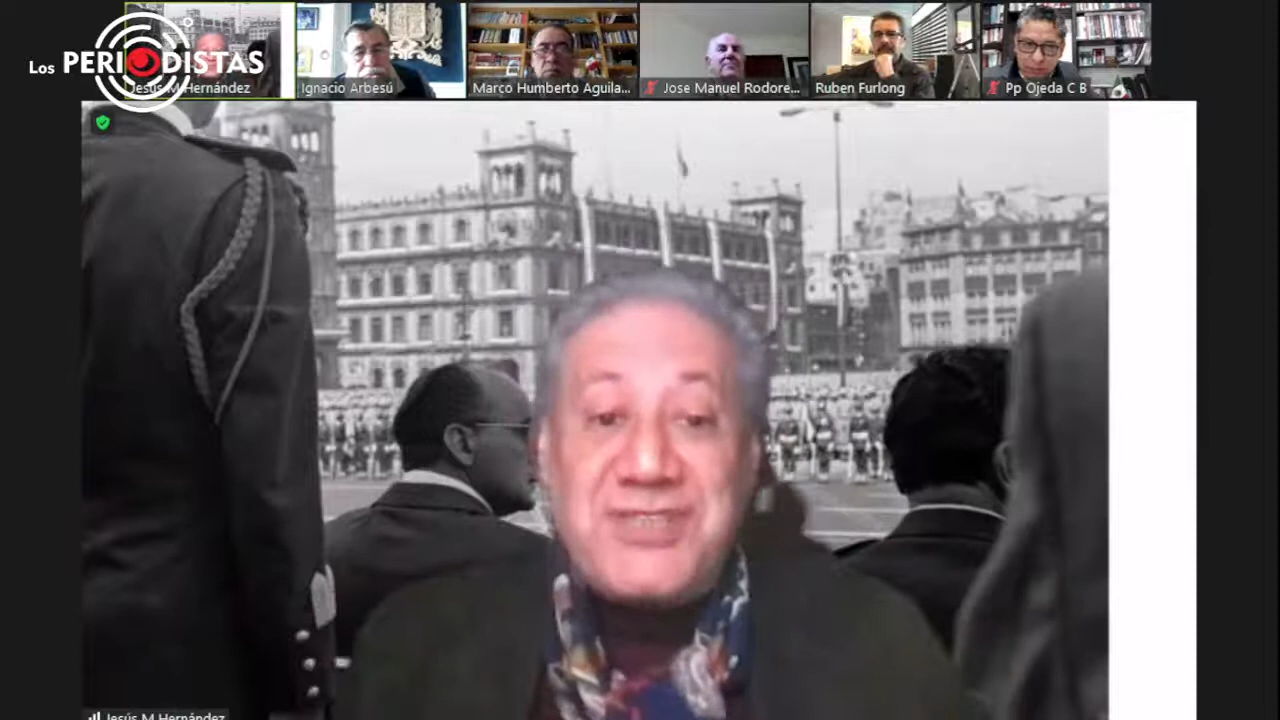 Los PERIODISTAS
Jesús M Hernández
Ignacio Arbesú
Marco Humberto Aguila...
Jose Manuel Rodore...
Ruben Furlong
Pp Ojeda C B
Jesús M Hernández